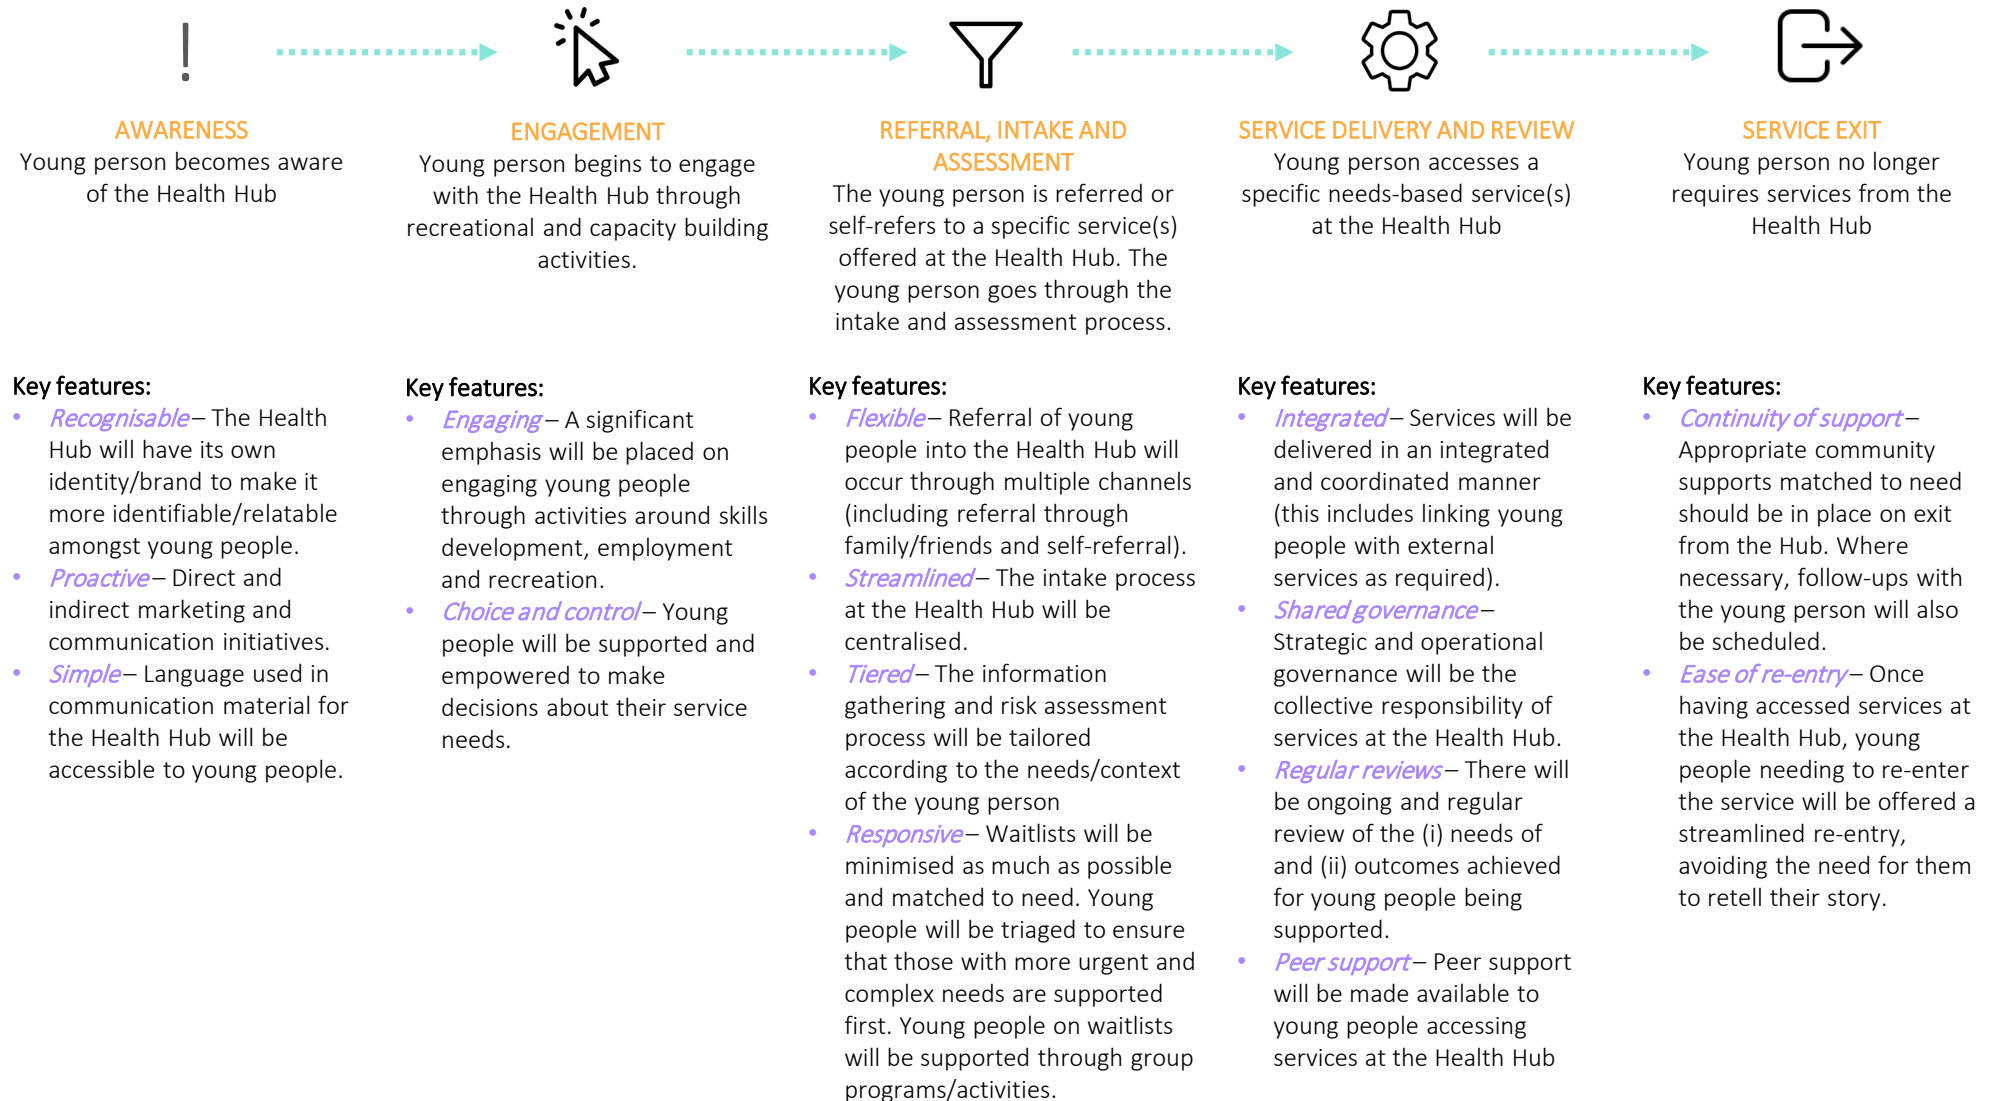 AWARENESS
Young person becomes aware
of the Health Hub
ENGAGEMENT
Young person begins to engage
with the Health Hub through
recreational and capacity building
activities.
REFERRAL, INTAKE AND
ASSESSMENT
The young person is referred or
self-refers to a specific service(s)
offered at the Health Hub. The
young person goes through the
intake and assessment process.
SERVICE DELIVERY AND REVIEW
Young person accesses a
specific needs-based service(s)
at the Health Hub
SERVICE EXIT
Young person no longer
requires services from the
Health Hub
Key features:
• Recognisable – The Health
Hub will have its own
identity/brand to make it
more identifiable/relatable
amongst young people.
• Proactive – Direct and
indirect marketing and
communication initiatives.
• Simple – Language used in
communication material for
the Health Hub will be
accessible to young people.
Key features:
• Engaging – A significant
emphasis will be placed on
engaging young people
through activities around skills
development, employment
and recreation.
• Choice and control – Young
people will be supported and
empowered to make
decisions about their service
needs.
Key features:
• Flexible – Referral of young
people into the Health Hub will
occur through multiple channels
(including referral through
family/friends and self-referral).
• Streamlined – The intake process
at the Health Hub will be
centralised.
• Tiered – The information
gathering and risk assessment
process will be tailored
according to the needs/context
of the young person
• Responsive – Waitlists will be
minimised as much as possible
and matched to need. Young
people will be triaged to ensure
that those with more urgent and
complex needs are supported
first. Young people on waitlists
will be supported through group
programs/activities.
Key features:
• Integrated – Services will be
delivered in an integrated
and coordinated manner
(this includes linking young
people with external
services as required).
• Shared governance –
Strategic and operational
governance will be the
collective responsibility of
services at the Health Hub.
• Regular reviews – There will
be ongoing and regular
review of the (i) needs of
and (ii) outcomes achieved
for young people being
supported.
• Peer support – Peer support
will be made available to
young people accessing
services at the Health Hub
Key features:
• Continuity of support –
Appropriate community
supports matched to need
should be in place on exit
from the Hub. Where
necessary, follow-ups with
the young person will also
be scheduled.
• Ease of re-entry – Once
having accessed services at
the Health Hub, young
people needing to re-enter
the service will be offered a
streamlined re-entry,
avoiding the need for them
to retell their story.